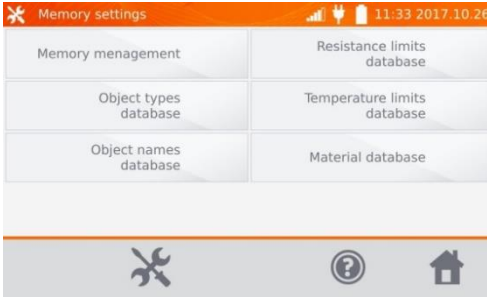 Memory settings
11:33 2017.10.26
Memory menagement
Resistance limits
database
Object types
database
Temperature limits
database
Object names
database
Material database